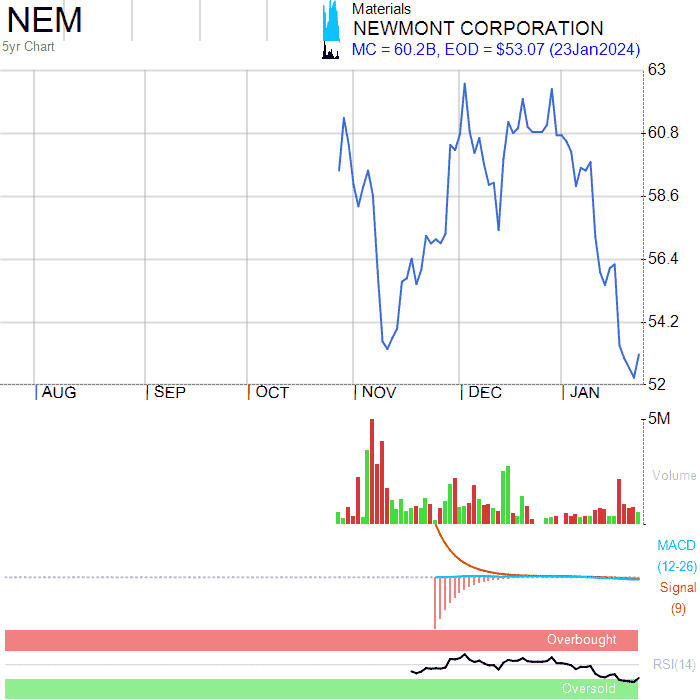 NEM
5yr Chart
Materials
NEWMONT CORPORATION
MC = 60.2B, EOD = $53.07 (23Jan2024)
63
60.8
58.6
56.4
54.2
52
AUG SEP OCT NOV DEC JAN
5M
Volume
MACD
(12-26)
Signal
(9)
Overbought
RSI(14)
Oversold